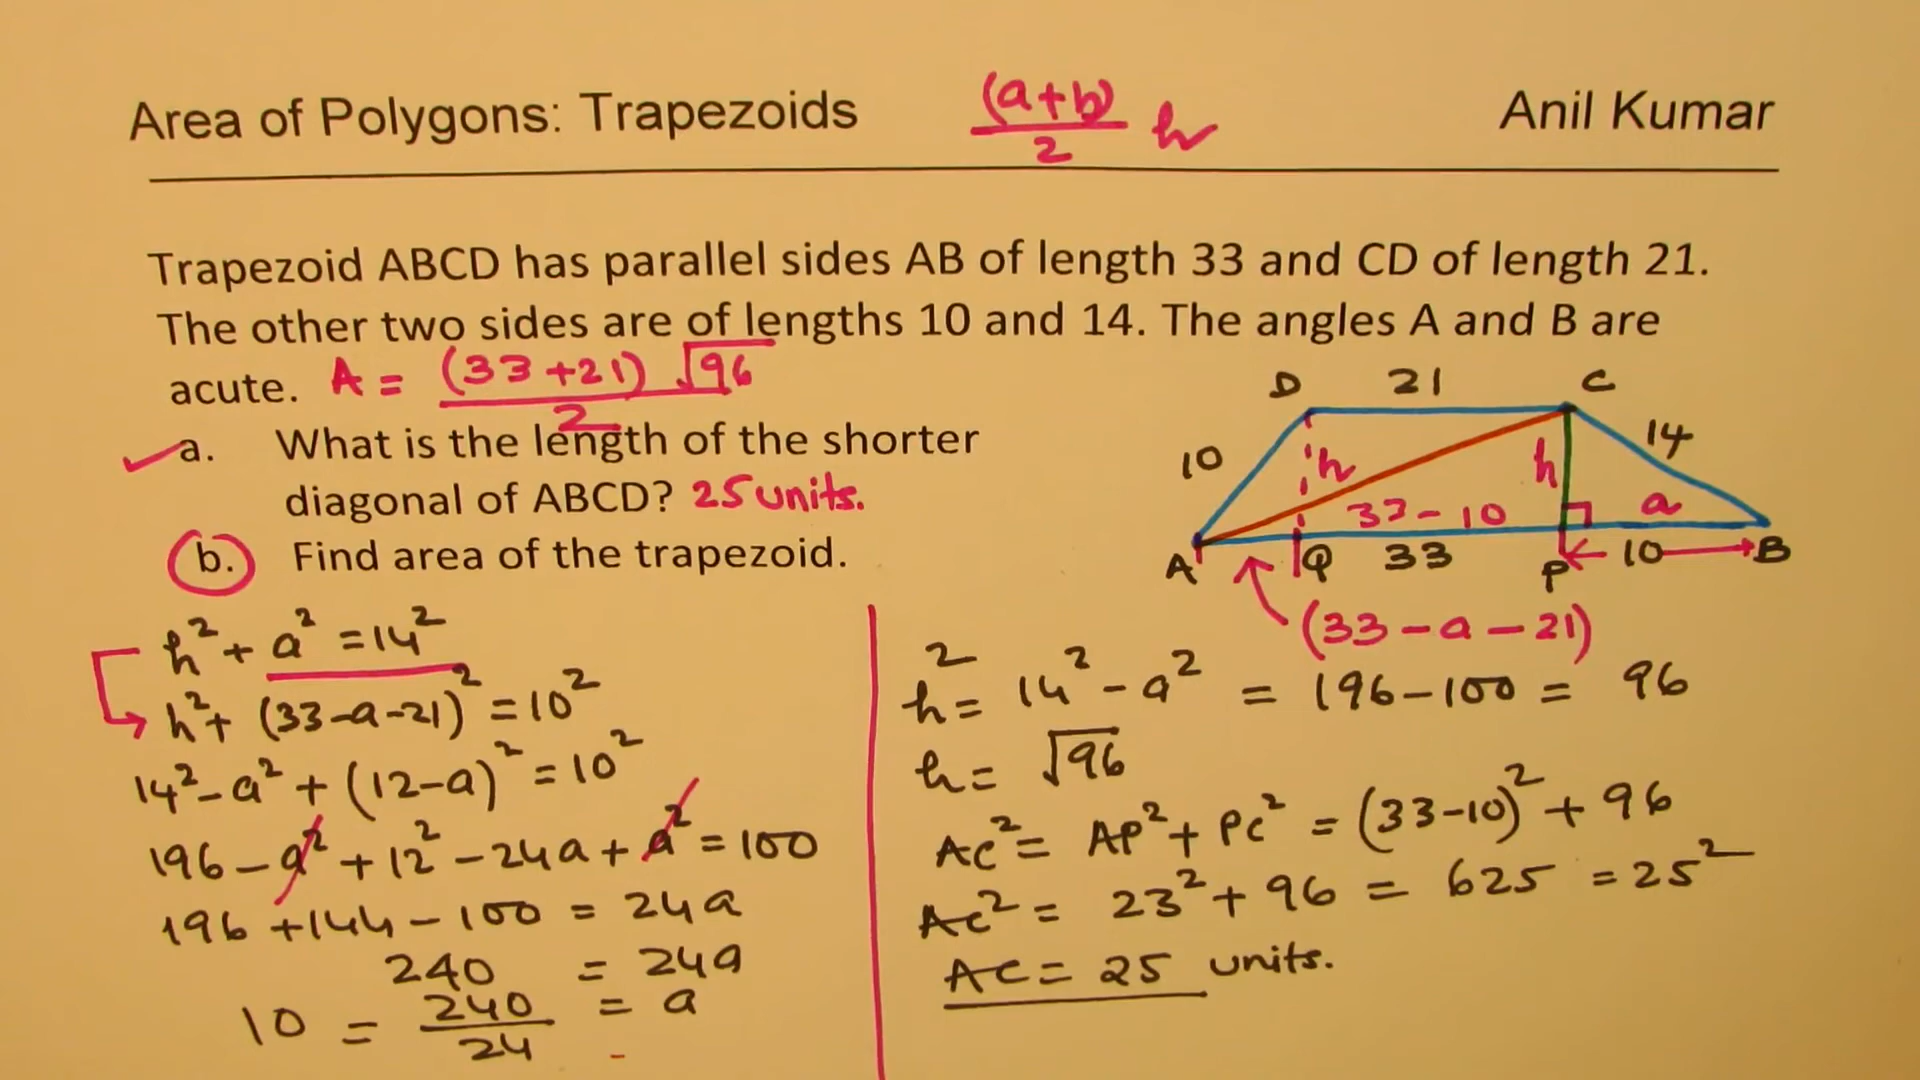 Area of Polygons: Trapezoids
(a+b)/2 h
Anil Kumar
Trapezoid ABCD has parallel sides AB of length 33 and CD of length 21.
The other two sides are of lengths 10 and 14. The angles A and B are
acute. A = (33+21)/2 √96
a. What is the length of the shorter
diagonal of ABCD? 25 units.
b. Find area of the trapezoid.
D 21 C
10 h h 14
33-10 a
A Q 33 P 10 B
(33-a-21)
h² + a² = 14²
h² + (33-a-21)² = 10²
14² - a² + (12-a)² = 10²
196 - a² + 12² - 24a + a² = 100
196 + 144 - 100 = 24a
240 = 24a
10 = 240/24 = a
h² = 14² - a² = 196-100 = 96
h = √96
AC² = AP² + PC² = (33-10)² + 96
AC² = 23² + 96 = 625 = 25²
AC = 25 units.